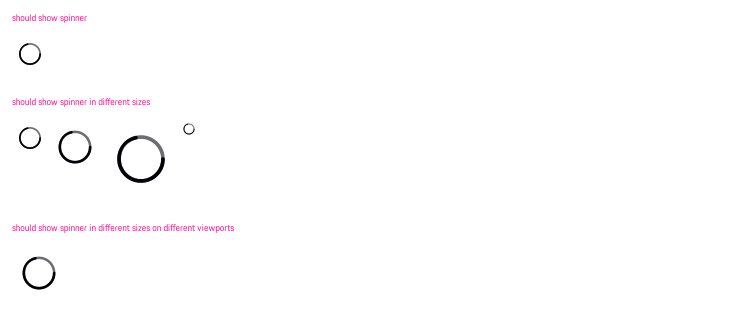 should show spinner
should show spinner in different sizes
should show spinner in different sizes on different viewports